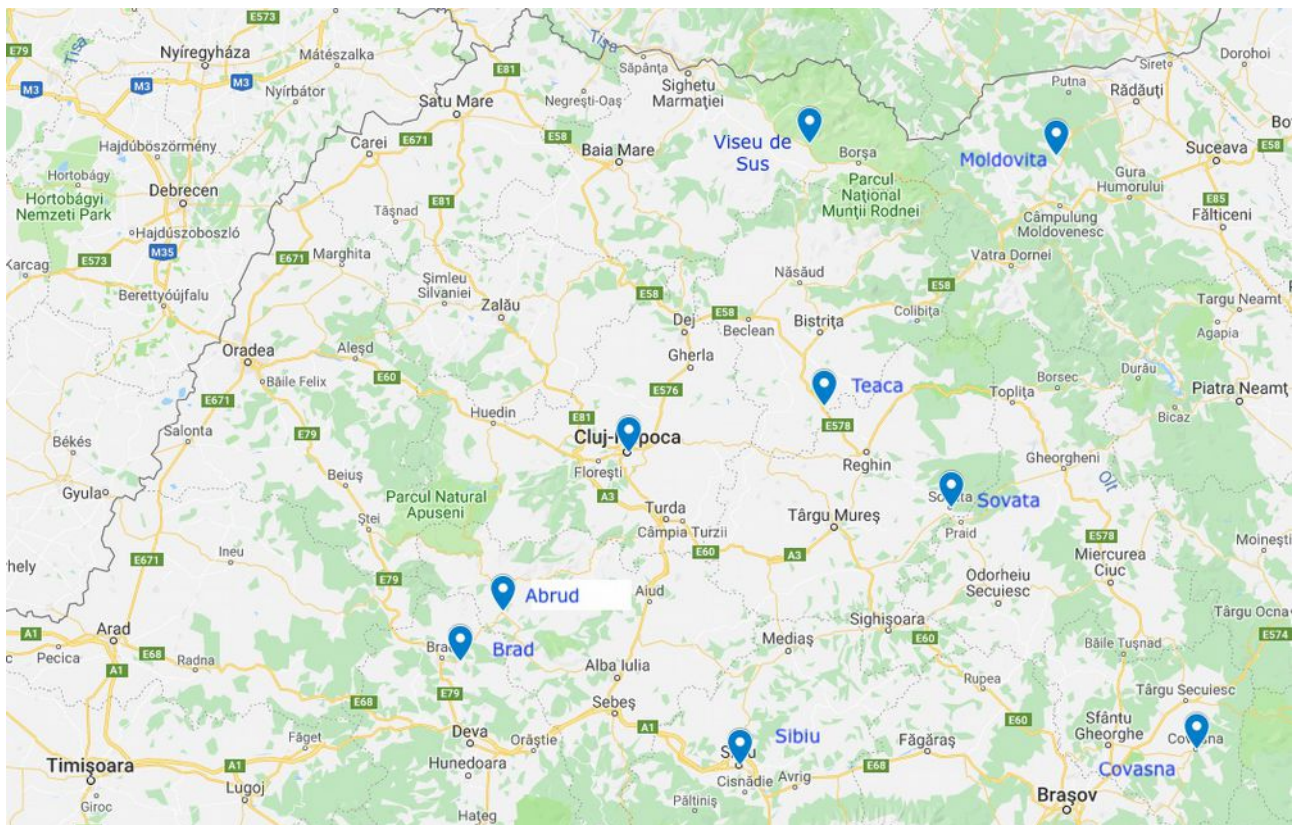 E573
E79
Tisa
Nyíregyháza
Mátészalka
E81
Tisa
Săpânța
Sighetu
Marmației
Putna
Siret
Dorohoi
M3
M3
M3
Nyírbátor
Satu Mare
Negrești-Oaș
Rădăuți
Viseu de
Sus
Moldovita
Carei
E671
E58
Hajdúböszörmény
Baia Mare
Borșa
Suceava
E58
Hortobágy
Hortobágyi
Nemzeti Park
Debrecen
E81
Parcul
Național
Munții Rodnei
Gura
Humorului
E85
Tășnad
Câmpulung
Moldovenesc
Fălticeni
Hajdúszoboszló
M35
Karcag
E573
E671
Marghita
Vatra Dornei
Șimleu
Silvaniei
Năsăud
E58
E58
Berettyóújfalu
Zalău
Dej
E58
Beclean
Bistrița
Colibița
Targu Neamt
Agapia
Oradea
Aleșd
Gherla
Băile Felix
E60
E576
Teaca
Borsec
Durău
Toplița
Piatra Neamț
E671
Huedin
E81
Bicaz
Salonta
E79
Cluj-Napoca
E578
Békés
Florești
Reghin
Gheorgheni
Gyula
Beiuș
Parcul Natural
Apuseni
A3
Olt
Sovata
Sovata
Ștei
Turda
Câmpia Turzii
Târgu Mureș
Praid
E578
Ineu
E671
E60
A3
Moinești
rhely
Miercurea
Ciuc
E79
Odorheiu
Secuiesc
Abrud
Aiud
Târgu Ocna
Sighișoara
A1
Arad
E60
E574
Pecica
E68
Radna
Brad
Mediaș
Băile Tușnad
A1
Alba Iulia
Rupea
E79
E68
Sebeș
Târgu Secuiesc
A1
E60
Făget
Deva
Orăștie
Sibiu
Sfântu
Gheorghe
Covasna
Hunedoara
Sibiu
Făgăraș
Timișoara
A1
E68
Covasna
Cisnădie
Avrig
Lugoj
Giroc
Păltiniș
Brașov
Hațeg